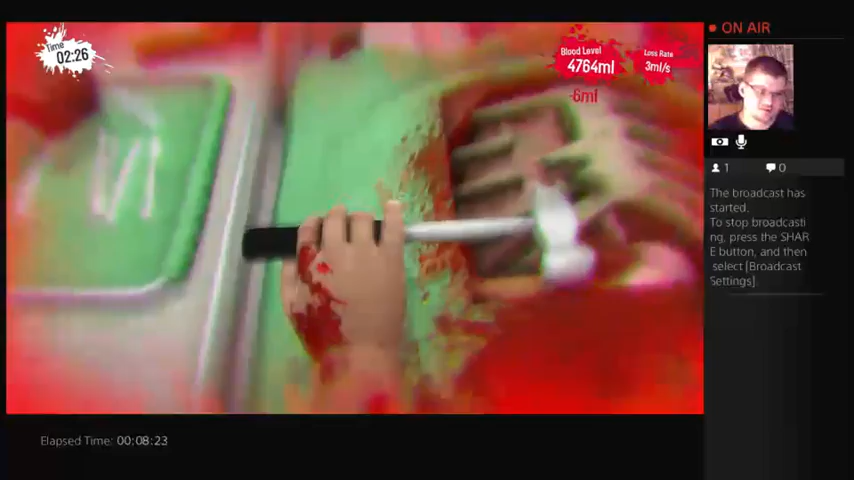 Time
02:26
Blood Level
4764ml
-6ml
Loss Rate
3ml/s
ON AIR
1
0
The broadcast has
started.
To stop broadcasti
ng, press the SHAR
E button, and then
select [Broadcast
Settings].
Elapsed Time: 00:08:23